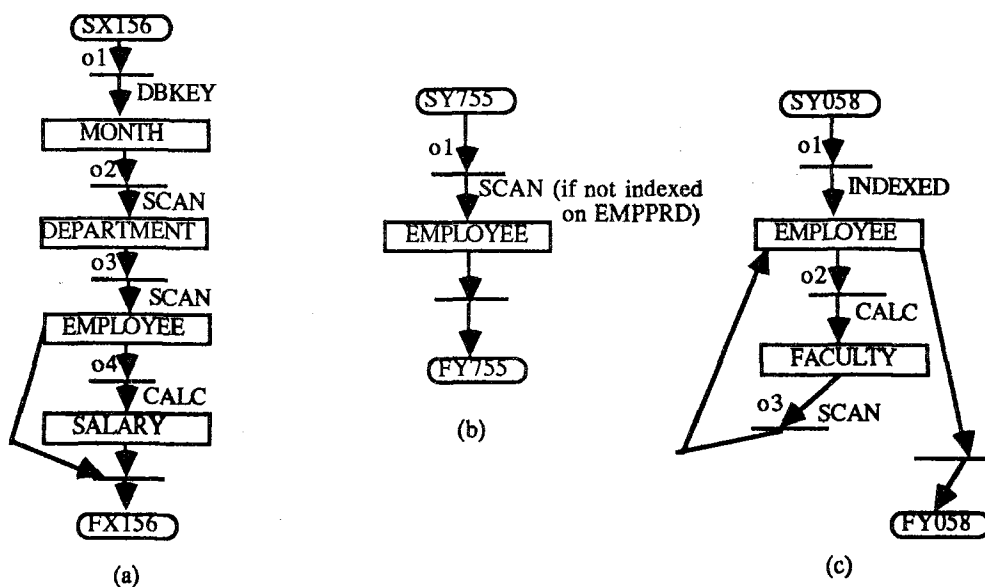 SX156
o1
DBKEY
MONTH
o2
SCAN
DEPARTMENT
o3
SCAN
EMPLOYEE
o4
CALC
SALARY
FX156
(a)
SY755
o1
SCAN (if not indexed
on EMPPRD)
EMPLOYEE
FY755
(b)
SY058
o1
INDEXED
EMPLOYEE
o2
CALC
FACULTY
o3
SCAN
FY058
(c)